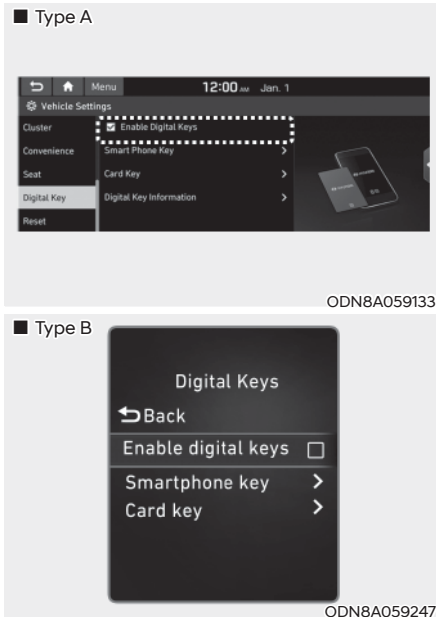 ■ Type A
Menu 12:00 AM Jan. 1
Vehicle Settings
Cluster
Enable Digital Keys
Convenience
Smart Phone Key >
Seat
Card Key >
Digital Key
Digital Key Information >
Reset
ODN8A059133
■ Type B
Digital Keys
Back
Enable digital keys
Smartphone key >
Card key >
ODN8A059247